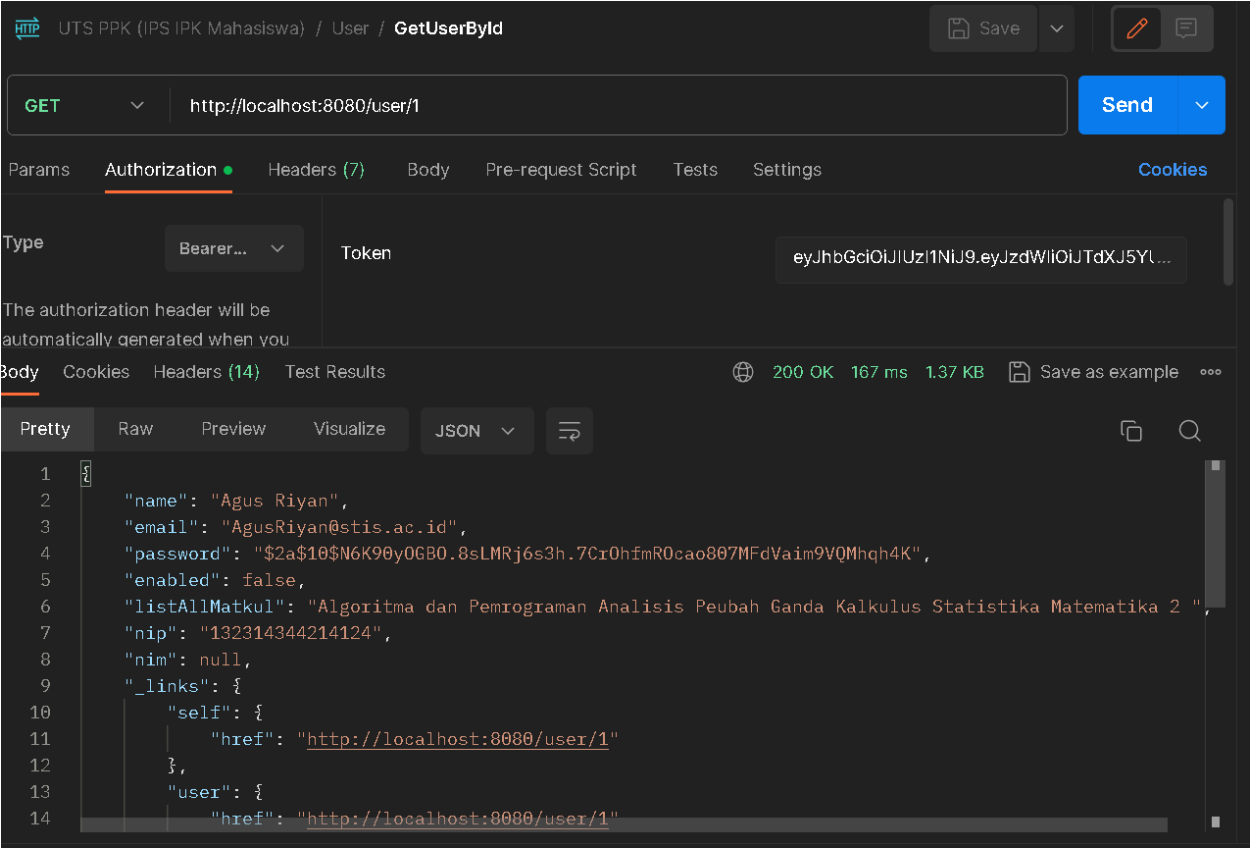 HTTP UTS PPK (IPS IPK Mahasiswa) / User / GetUserById Save
GET http://localhost:8080/user/1 Send
Params Authorization Headers (7) Body Pre-request Script Tests Settings Cookies
Type Bearer... Token eyJhbGciOiJIUzI1NiJ9.eyJzdWIiOiJTdXJ5YU...
The authorization header will be
automatically generated when you
Body Cookies Headers (14) Test Results 200 OK 167 ms 1.37 KB Save as example
Pretty Raw Preview Visualize JSON
1 {
2 "name": "Agus Riyan",
3 "email": "AgusRiyan@stis.ac.id",
4 "password": "$2a$10$N6K90yOGBO.8sLMRj6s3h.7CrOhfmROcao807MFdVaim9VQMhqh4K",
5 "enabled": false,
6 "listAllMatkul": "Algoritma dan Pemrograman Analisis Peubah Ganda Kalkulus Statistika Matematika 2 ",
7 "nip": "132314344214124",
8 "nim": null,
9 "_links": {
10 "self": {
11 "href": "http://localhost:8080/user/1"
12 },
13 "user": {
14 "href": "http://localhost:8080/user/1"